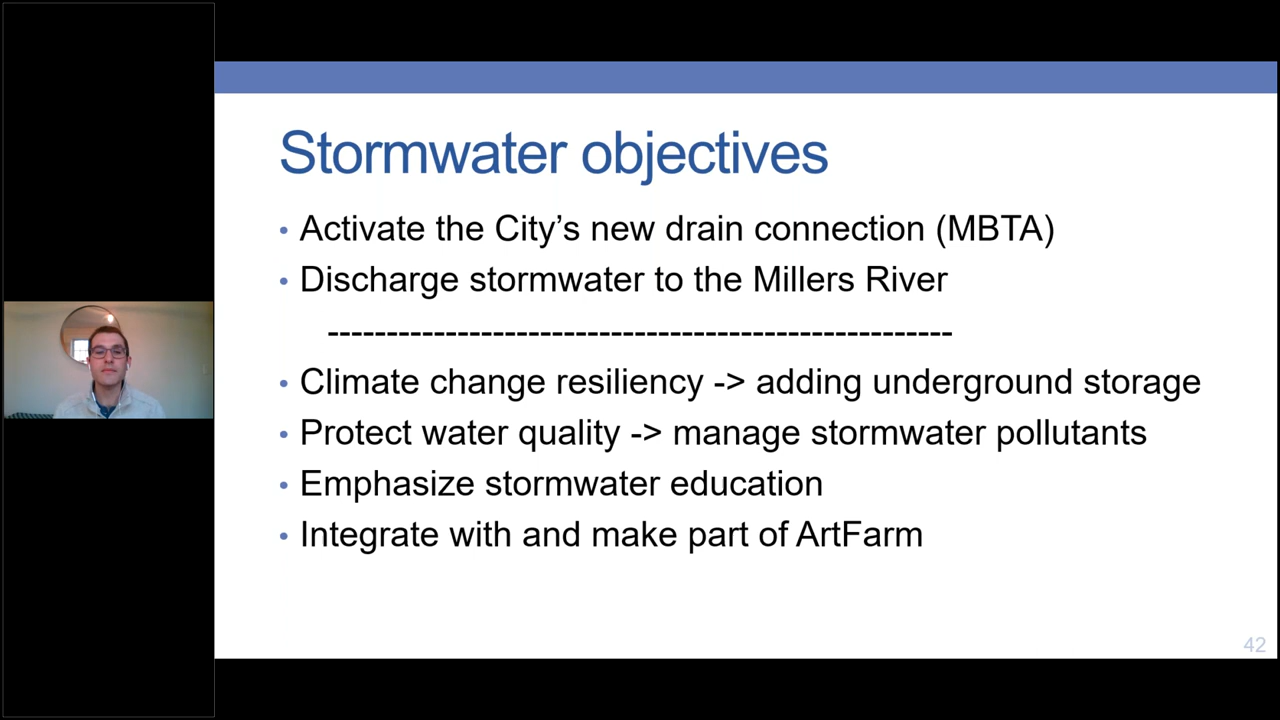 Stormwater objectives
• Activate the City’s new drain connection (MBTA)
• Discharge stormwater to the Millers River
-----------------------------------------------------
• Climate change resiliency -> adding underground storage
• Protect water quality -> manage stormwater pollutants
• Emphasize stormwater education
• Integrate with and make part of ArtFarm
42